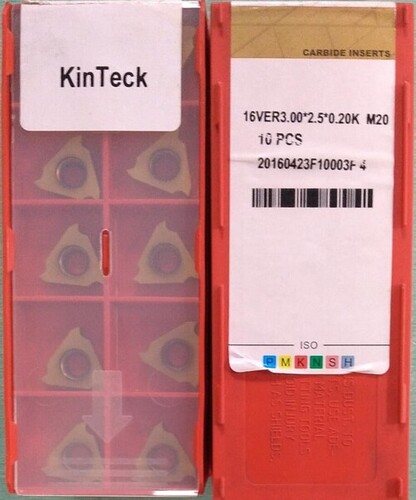 KinTeck
CARBIDE INSERTS
16VER3.00*2.5*0.20K M20
10 PCS
20160423F10003F 4
ISO
P M K N S H